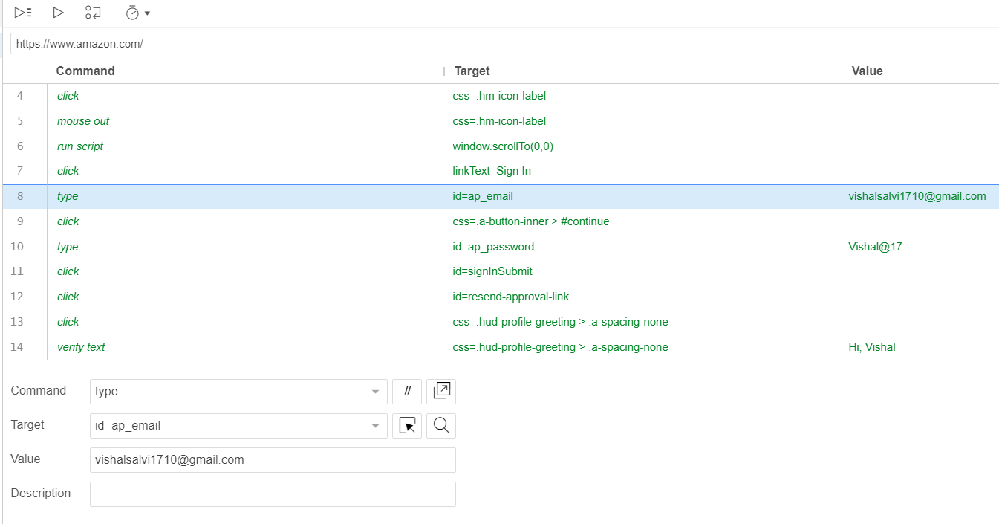 https://www.amazon.com/
Command Target Value
4 click css=.hm-icon-label
5 mouse out css=.hm-icon-label
6 run script window.scrollTo(0,0)
7 click linkText=Sign In
8 type id=ap_email vishalsalvi1710@gmail.com
9 click css=.a-button-inner > #continue
10 type id=ap_password Vishal@17
11 click id=signInSubmit
12 click id=resend-approval-link
13 click css=.hud-profile-greeting > .a-spacing-none
14 verify text css=.hud-profile-greeting > .a-spacing-none Hi, Vishal
Command type //
Target id=ap_email
Value vishalsalvi1710@gmail.com
Description